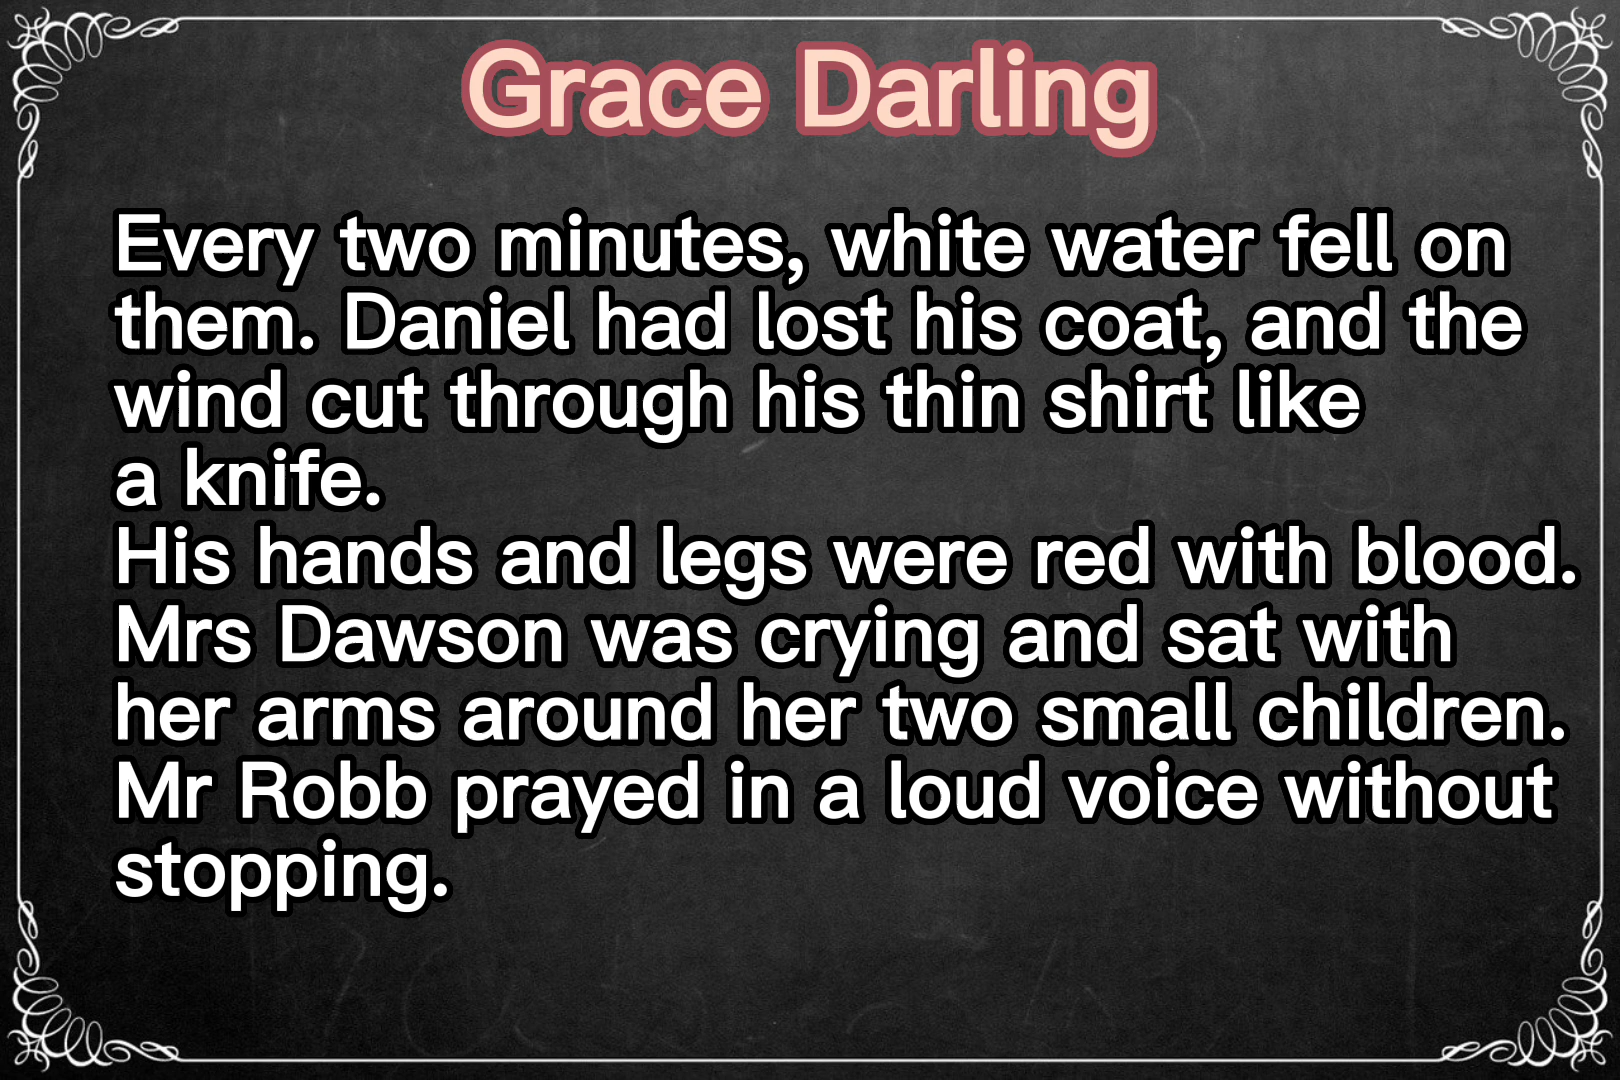 Grace Darling
Every two minutes, white water fell on
them. Daniel had lost his coat, and the
wind cut through his thin shirt like
a knife.
His hands and legs were red with blood.
Mrs Dawson was crying and sat with
her arms around her two small children.
Mr Robb prayed in a loud voice without
stopping.